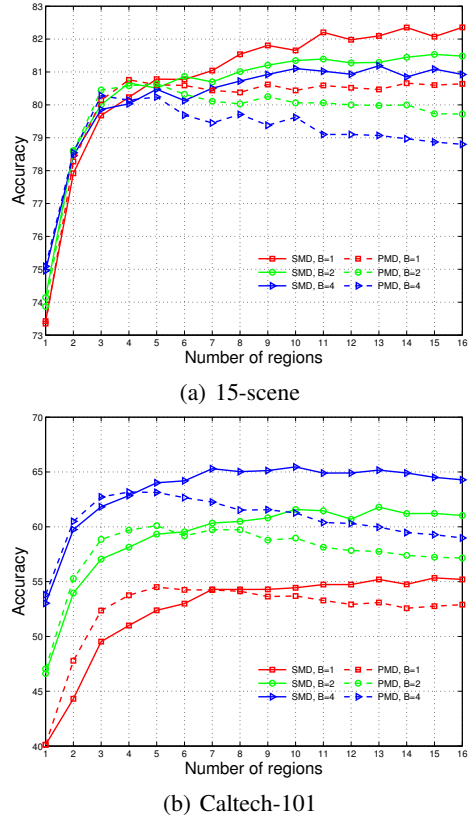 83
82
81
80
79
78
77
76
75
74
73
Accuracy
SMD, B=1
SMD, B=2
SMD, B=4
PMD, B=1
PMD, B=2
PMD, B=4
1 2 3 4 5 6 7 8 9 10 11 12 13 14 15 16
Number of regions
(a) 15-scene
70
65
60
55
50
45
40
Accuracy
SMD, B=1
SMD, B=2
SMD, B=4
PMD, B=1
PMD, B=2
PMD, B=4
1 2 3 4 5 6 7 8 9 10 11 12 13 14 15 16
Number of regions
(b) Caltech-101